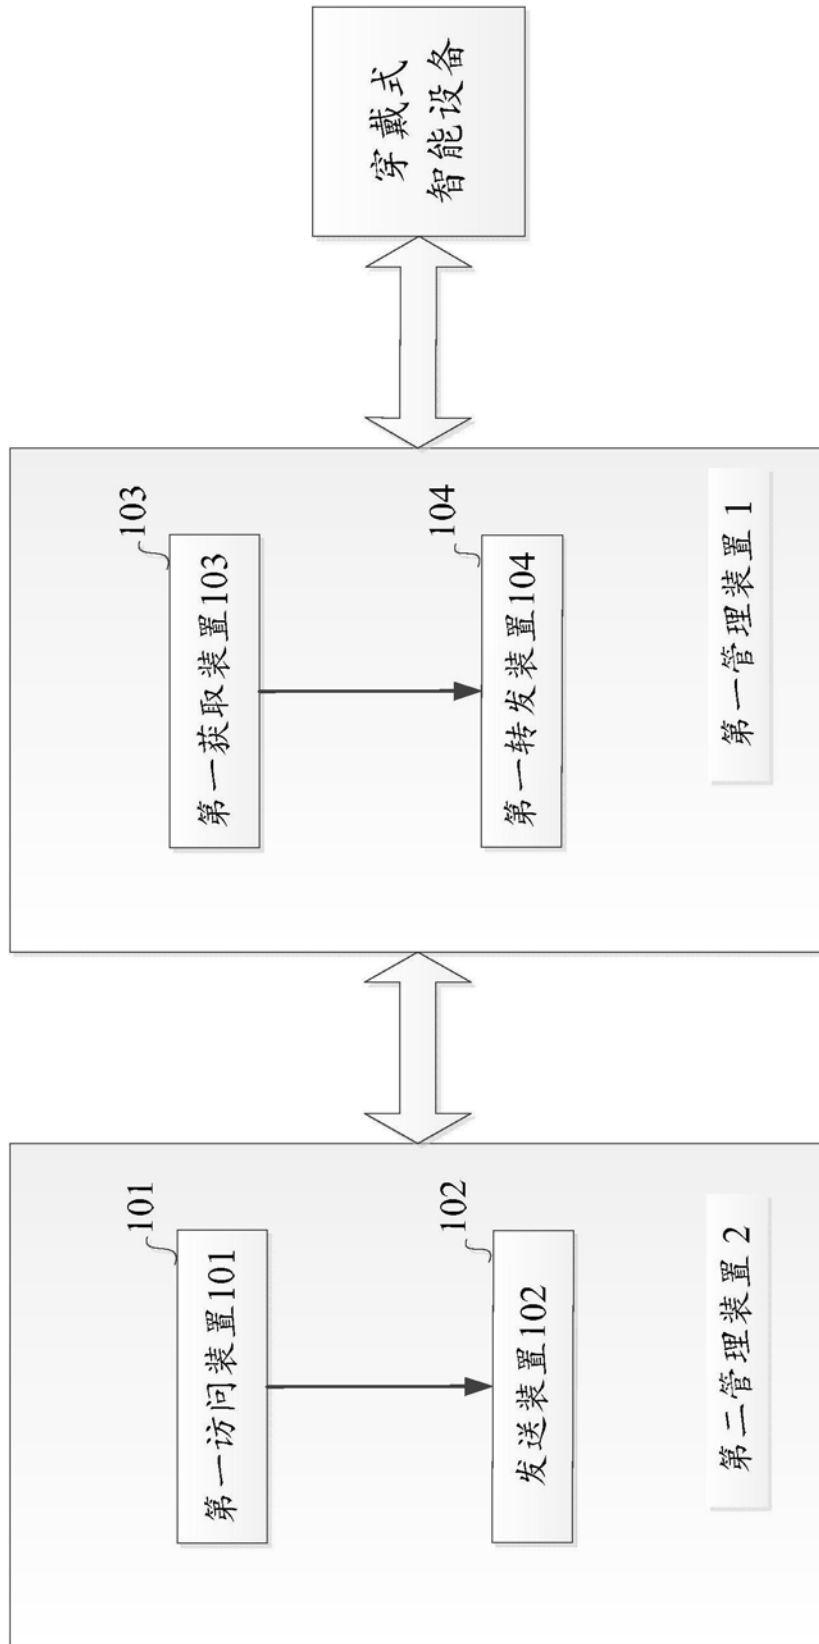 101
第一访问装置101
102
发送装置102
第二管理装置2
103
第一获取装置103
104
第一转发装置104
第一管理装置1
穿戴式
智能设备